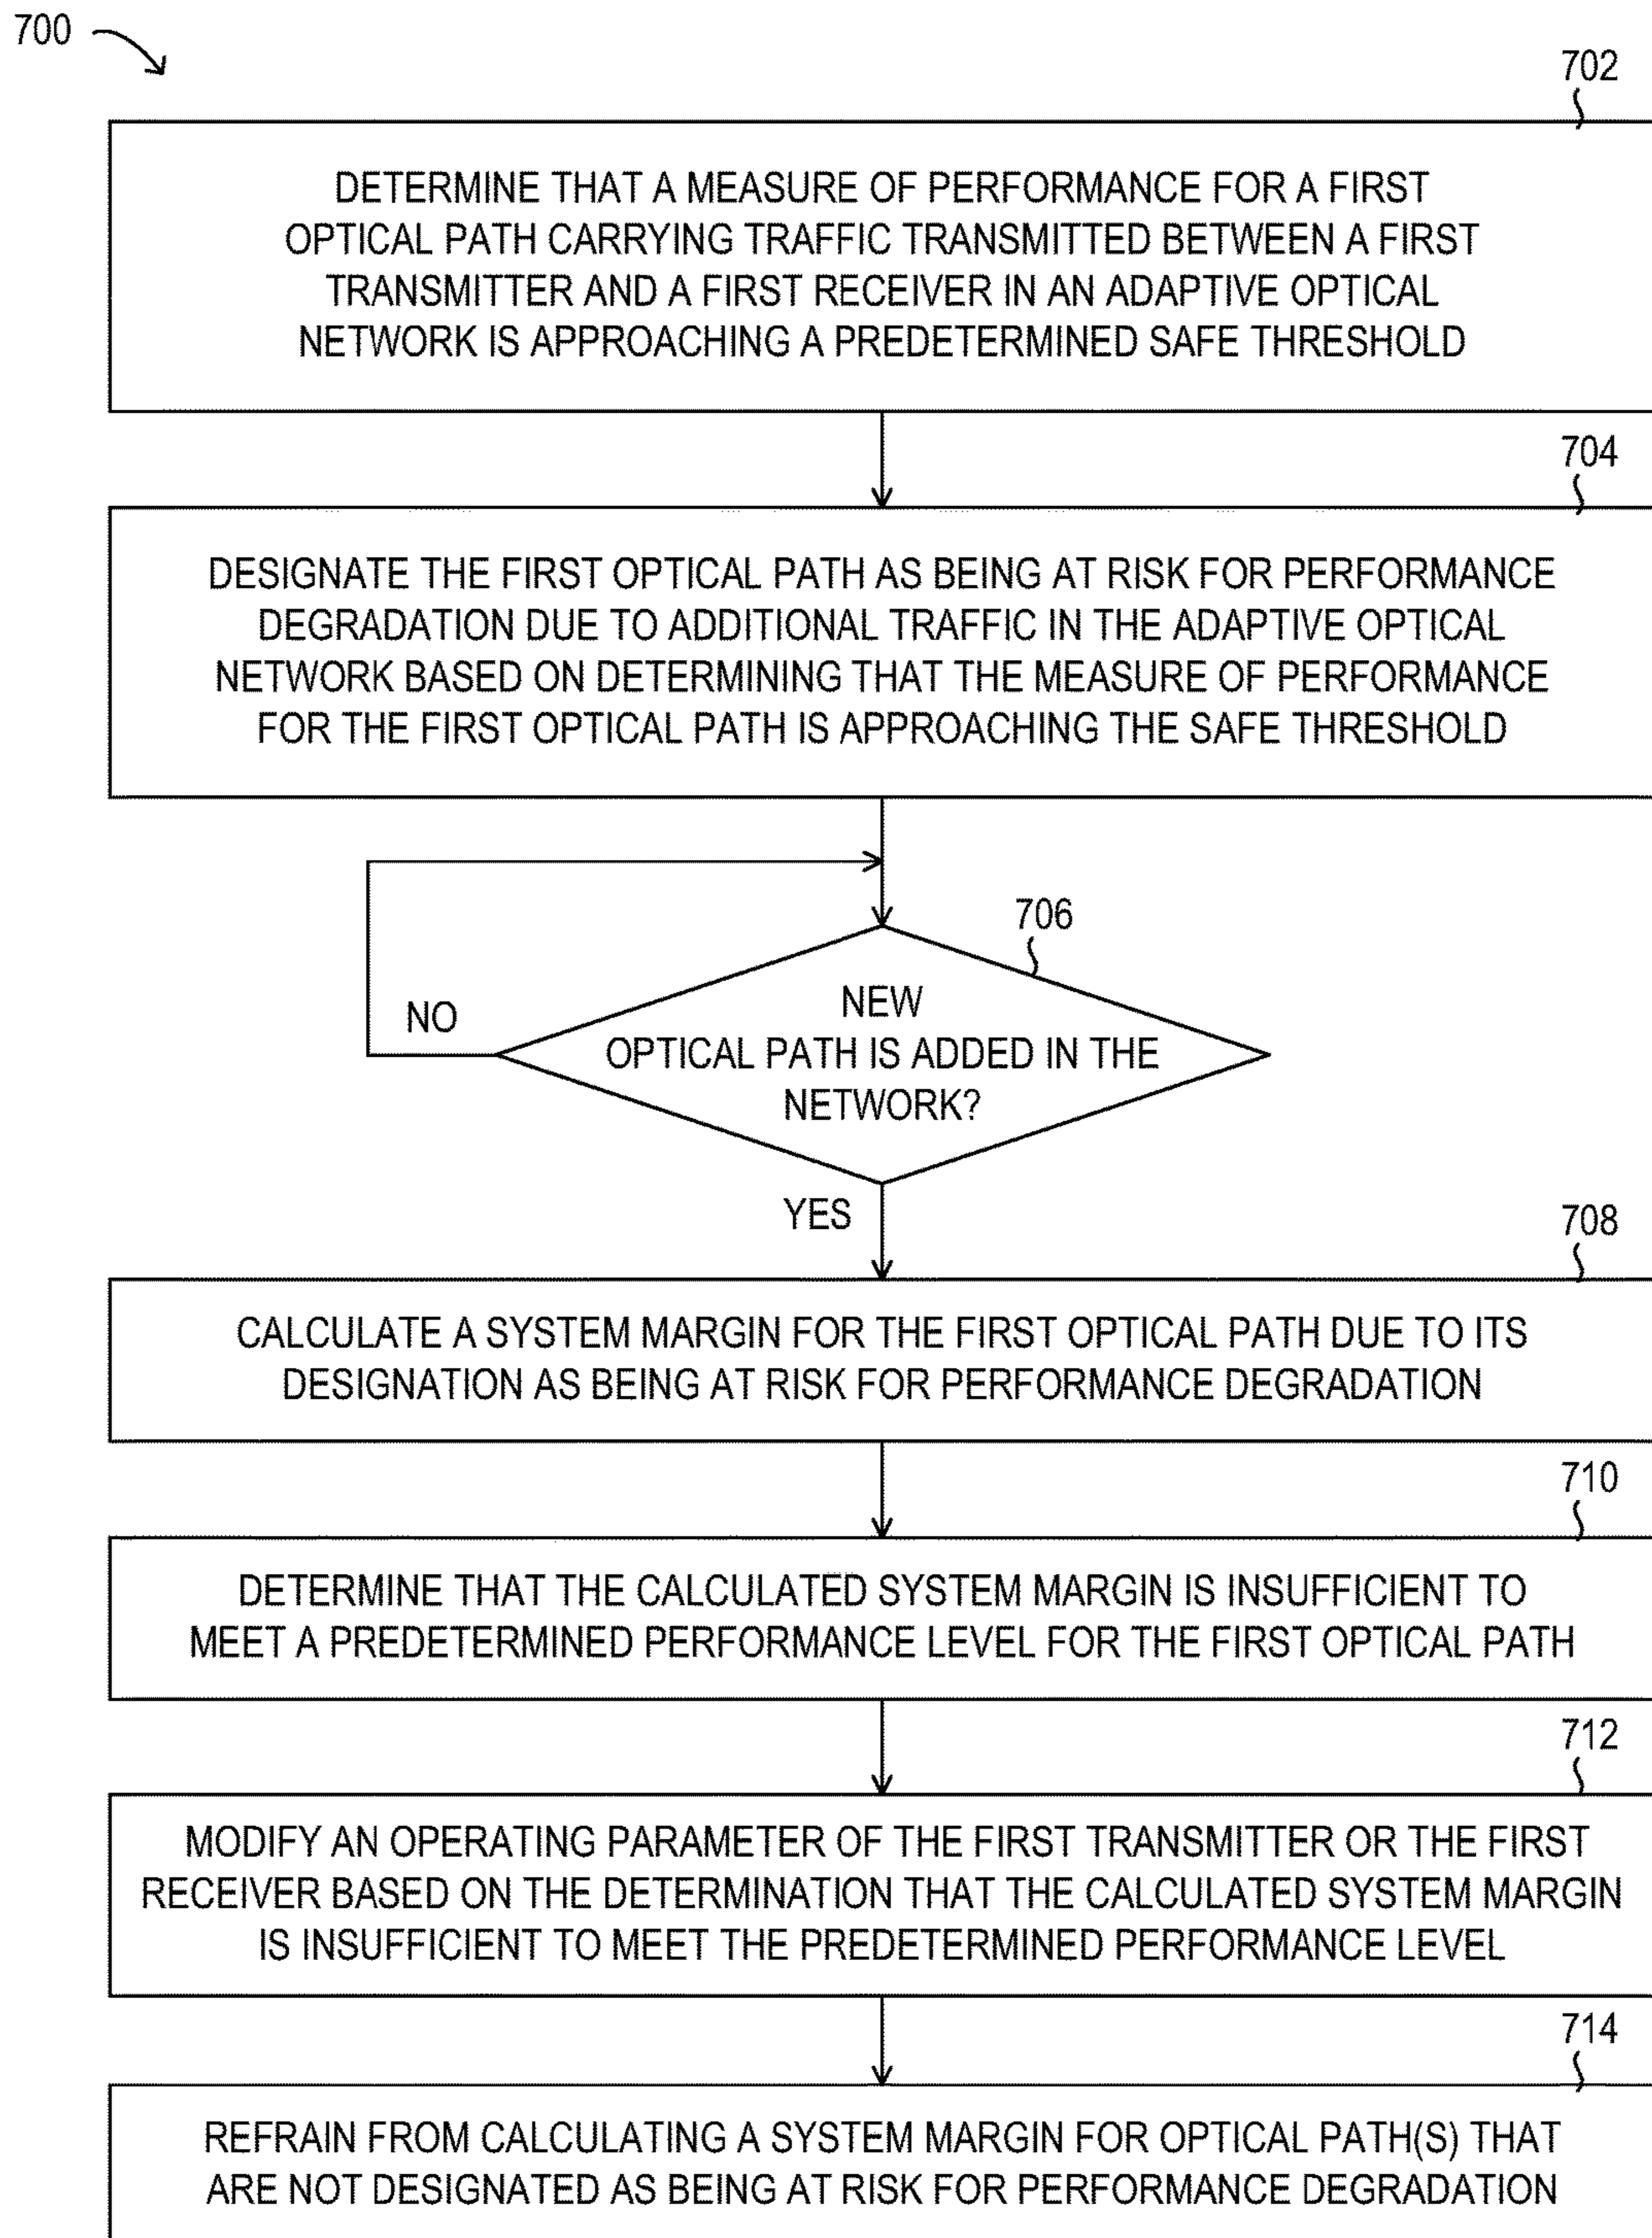 700
702
DETERMINE THAT A MEASURE OF PERFORMANCE FOR A FIRST
OPTICAL PATH CARRYING TRAFFIC TRANSMITTED BETWEEN A FIRST
TRANSMITTER AND A FIRST RECEIVER IN AN ADAPTIVE OPTICAL
NETWORK IS APPROACHING A PREDETERMINED SAFE THRESHOLD
704
DESIGNATE THE FIRST OPTICAL PATH AS BEING AT RISK FOR PERFORMANCE
DEGRADATION DUE TO ADDITIONAL TRAFFIC IN THE ADAPTIVE OPTICAL
NETWORK BASED ON DETERMINING THAT THE MEASURE OF PERFORMANCE
FOR THE FIRST OPTICAL PATH IS APPROACHING THE SAFE THRESHOLD
706
NEW
OPTICAL PATH IS ADDED IN THE
NETWORK?
NO
YES
708
CALCULATE A SYSTEM MARGIN FOR THE FIRST OPTICAL PATH DUE TO ITS
DESIGNATION AS BEING AT RISK FOR PERFORMANCE DEGRADATION
710
DETERMINE THAT THE CALCULATED SYSTEM MARGIN IS INSUFFICIENT TO
MEET A PREDETERMINED PERFORMANCE LEVEL FOR THE FIRST OPTICAL PATH
712
MODIFY AN OPERATING PARAMETER OF THE FIRST TRANSMITTER OR THE FIRST
RECEIVER BASED ON THE DETERMINATION THAT THE CALCULATED SYSTEM MARGIN
IS INSUFFICIENT TO MEET THE PREDETERMINED PERFORMANCE LEVEL
714
REFRAIN FROM CALCULATING A SYSTEM MARGIN FOR OPTICAL PATH(S) THAT
ARE NOT DESIGNATED AS BEING AT RISK FOR PERFORMANCE DEGRADATION